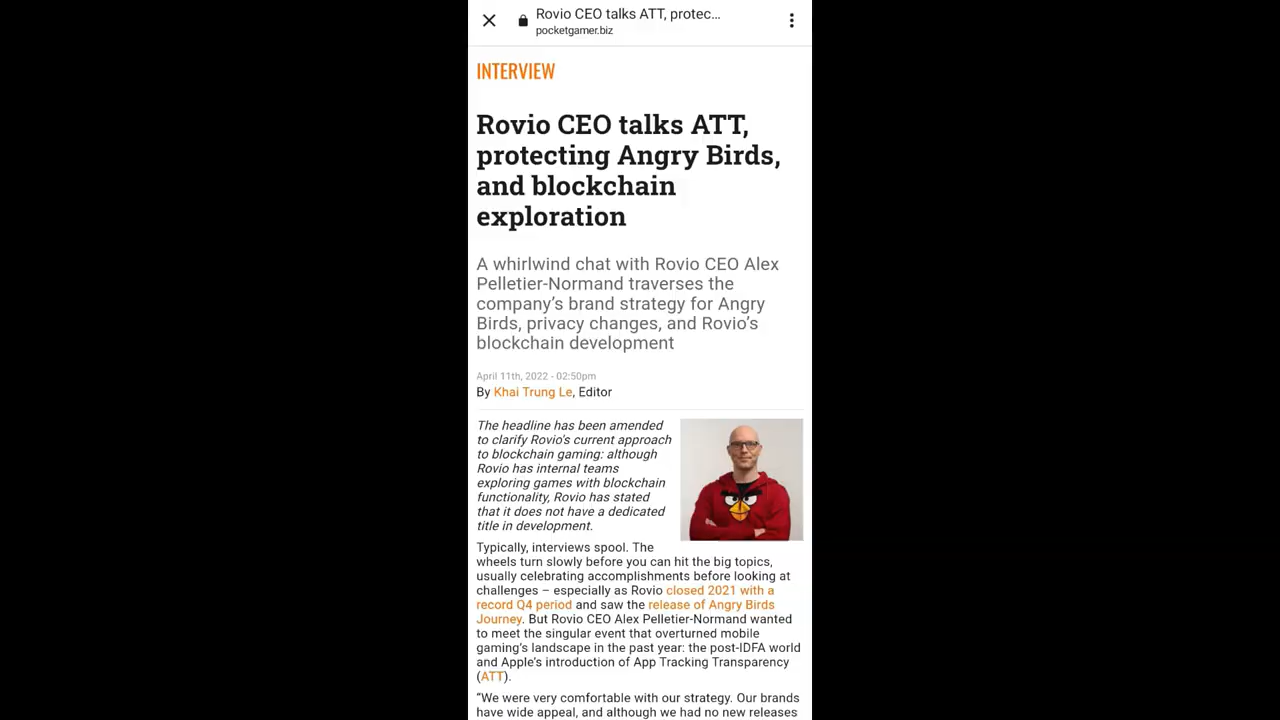 Rovio CEO talks ATT, protec...
pocketgamer.biz
INTERVIEW
Rovio CEO talks ATT,
protecting Angry Birds,
and blockchain
exploration
A whirlwind chat with Rovio CEO Alex
Pelletier-Normand traverses the
company’s brand strategy for Angry
Birds, privacy changes, and Rovio’s
blockchain development
April 11th, 2022 - 02:50pm
By Khai Trung Le, Editor
The headline has been amended
to clarify Rovio's current approach
to blockchain gaming: although
Rovio has internal teams
exploring games with blockchain
functionality, Rovio has stated
that it does not have a dedicated
title in development.
Typically, interviews spool. The
wheels turn slowly before you can hit the big topics,
usually celebrating accomplishments before looking at
challenges – especially as Rovio closed 2021 with a
record Q4 period and saw the release of Angry Birds
Journey. But Rovio CEO Alex Pelletier-Normand wanted
to meet the singular event that overturned mobile
gaming’s landscape in the past year: the post-IDFA world
and Apple’s introduction of App Tracking Transparency
(ATT).
“We were very comfortable with our strategy. Our brands
have wide appeal, and although we had no new releases